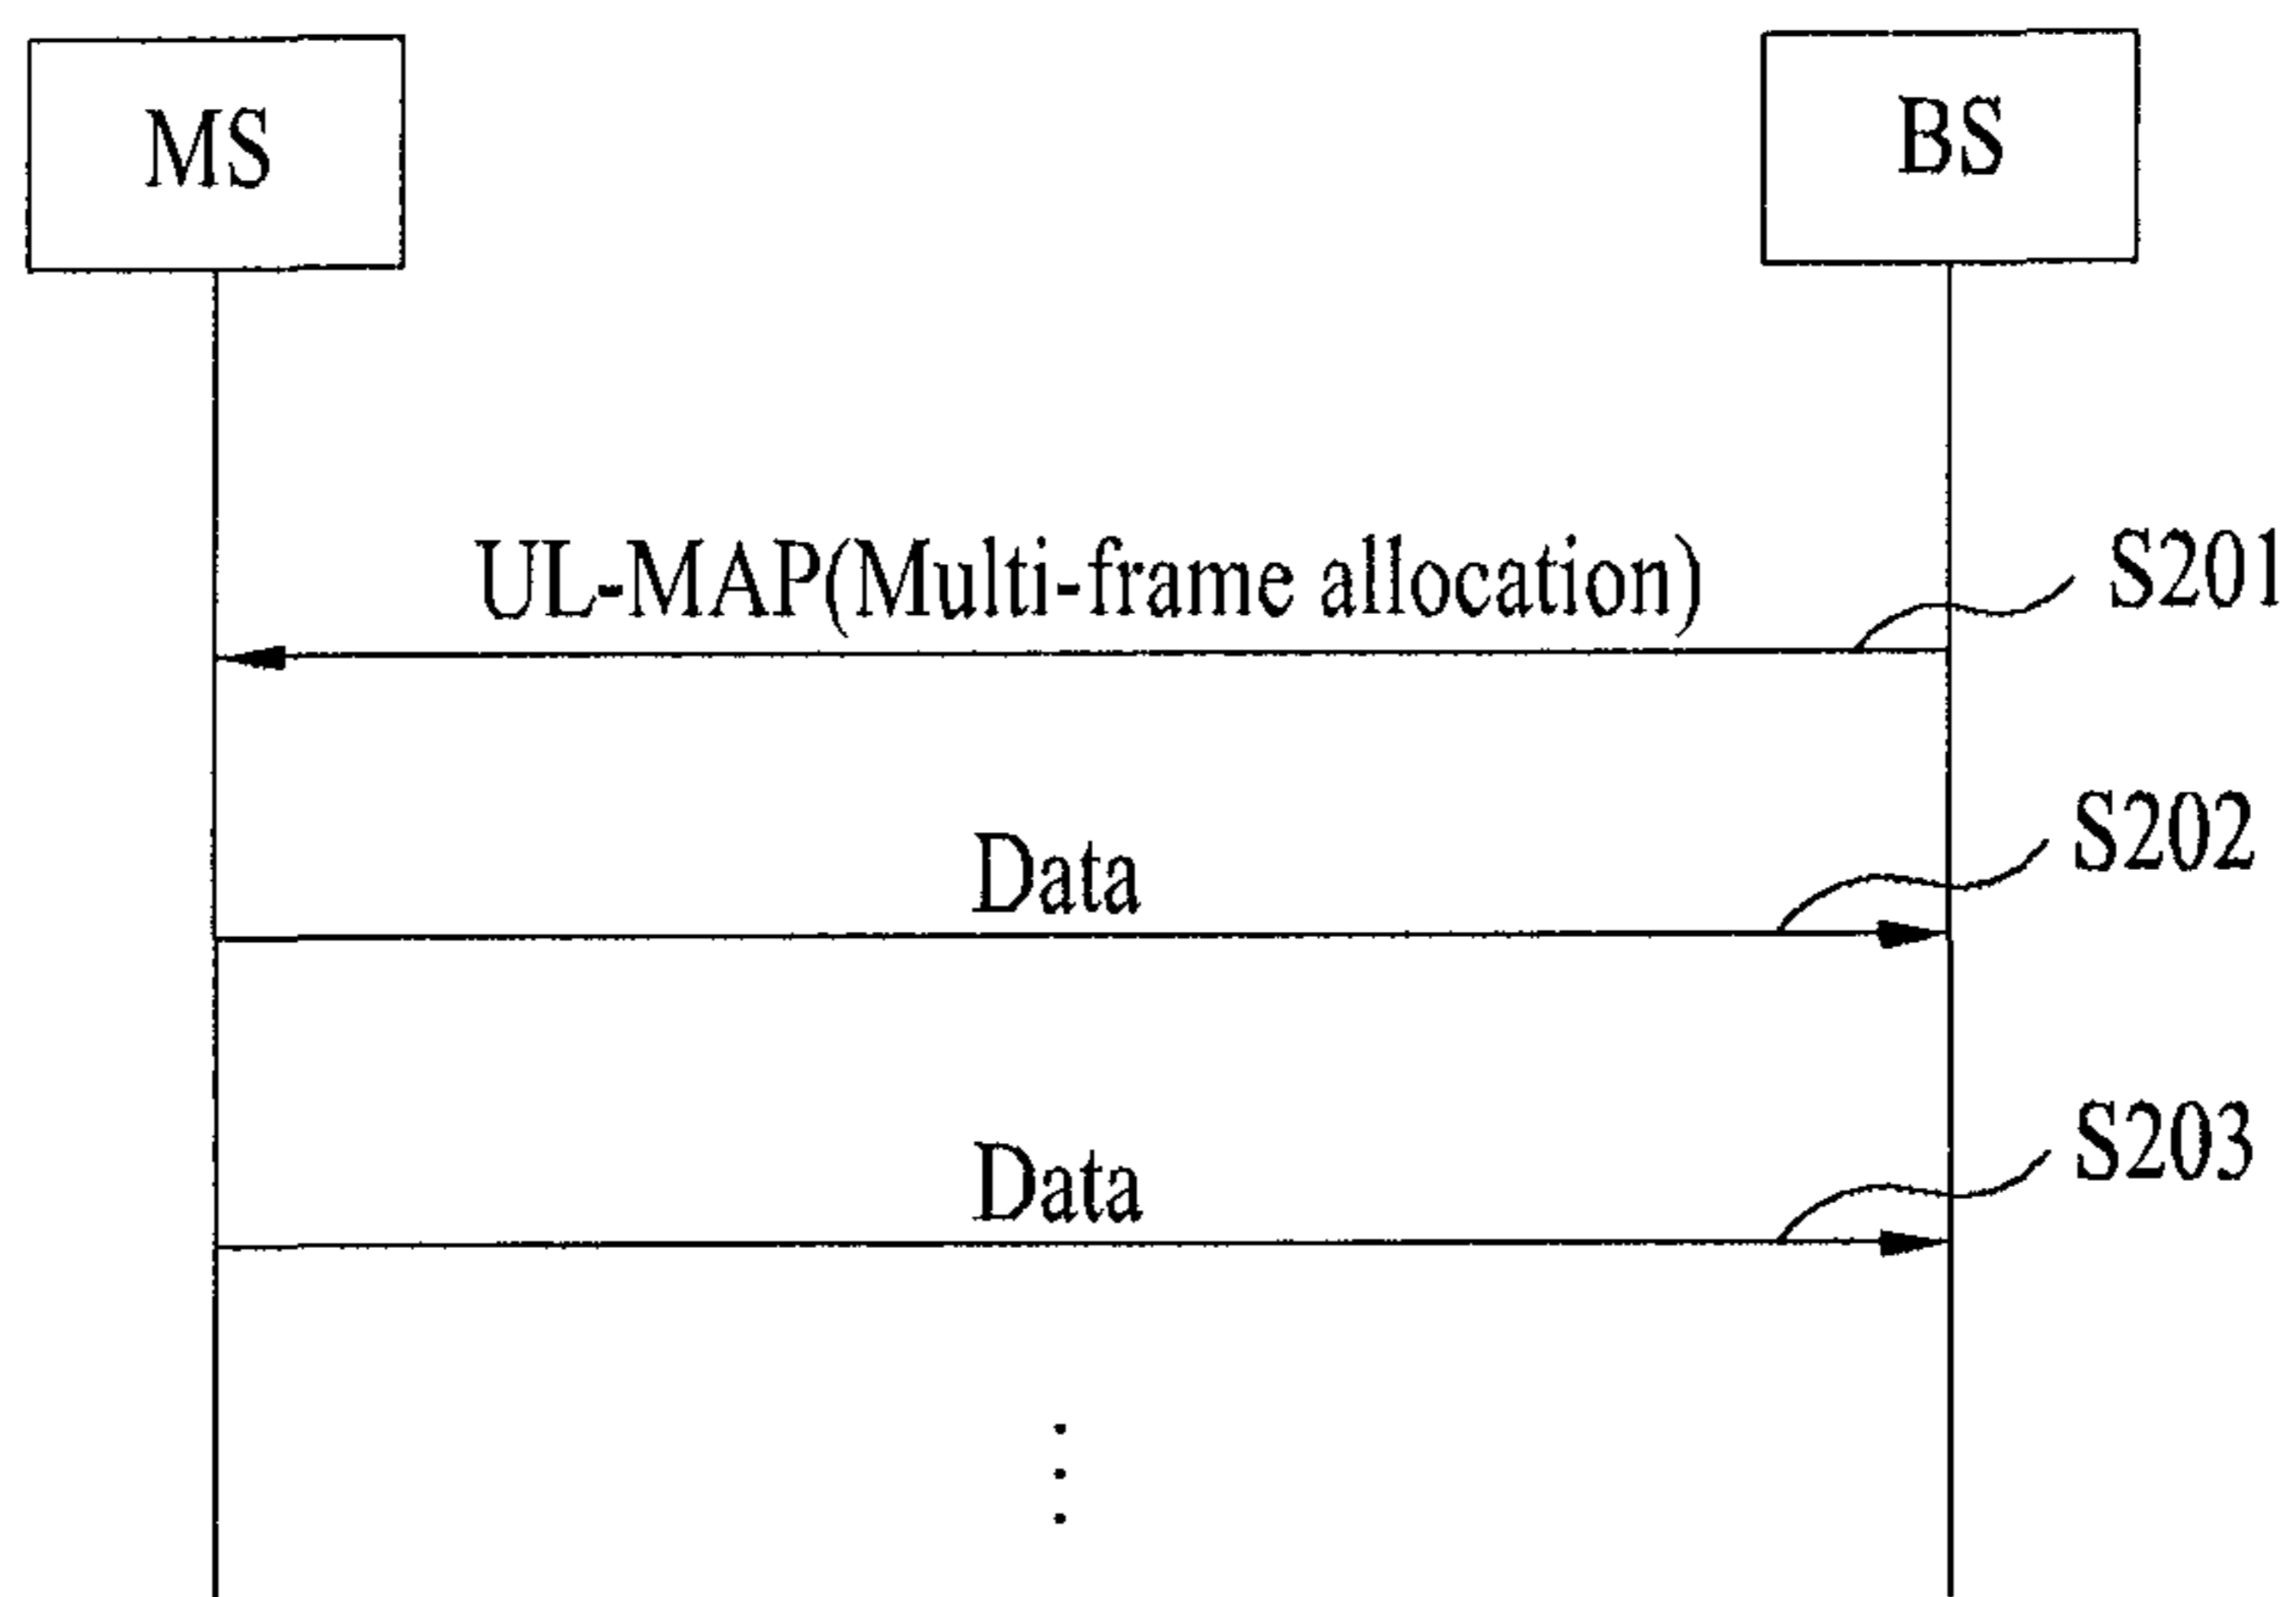 MS
BS
UL-MAP(Multi-frame allocation)
S201
Data
S202
Data
S203